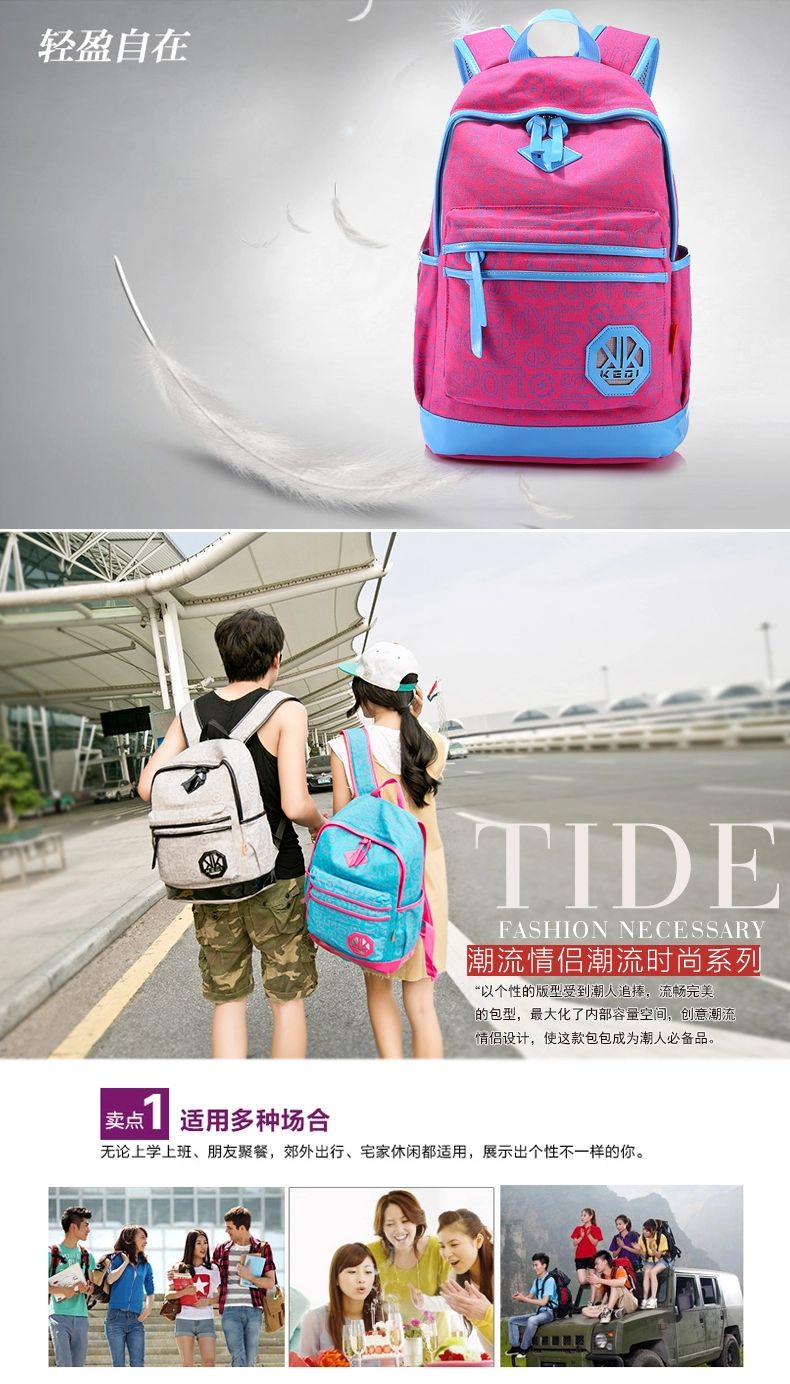 轻盈自在
KEDI
sport
TIDE
FASHION NECESSARY
潮流情侣潮流时尚系列
“以个性的版型受到潮人追捧，流畅完美
的包型，最大化了内部容量空间，创意潮流
情侣设计，使这款包包成为潮人必备品。
卖点1 适用多种场合
无论上学上班、朋友聚餐，郊外出行、宅家休闲都适用，展示出个性不一样的你。